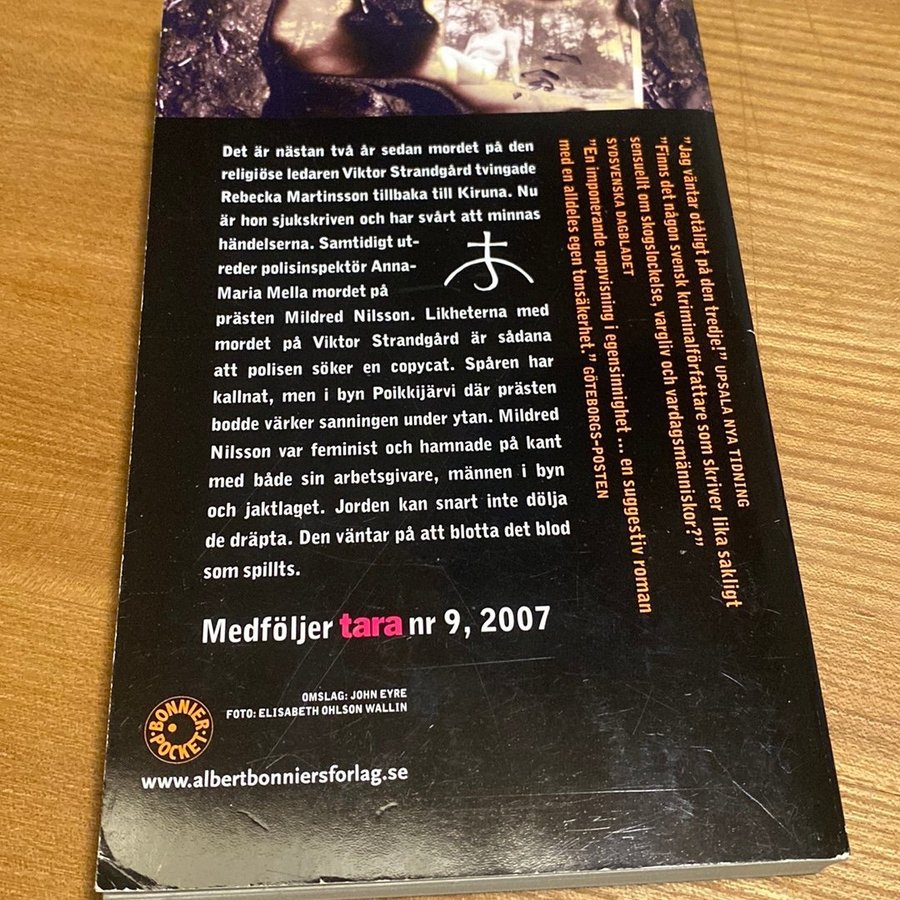 Det är nästan två år sedan mordet på den
religiöse ledaren Viktor Strandgård tvingade
Rebecka Martinsson tillbaka till Kiruna. Nu
är hon sjukskriven och har svårt att minnas
händelserna. Samtidigt ut-
reder polisinspektör Anna-
Maria Mella mordet på
prästen Mildred Nilsson. Likheterna med
mordet på Viktor Strandgård är sådana
att polisen söker en copycat. Spåren har
kallnat, men i byn Poikkijärvi där prästen
bodde värker sanningen under ytan. Mildred
Nilsson var feminist och hamnade på kant
med både sin arbetsgivare, männen i byn
och jaktlaget. Jorden kan snart inte dölja
de dräpta. Den väntar på att blotta det blod
som spillts.
Medföljer tara nr 9, 2007
OMSLAG: JOHN EYRE
FOTO: ELISABETH OHLSON WALLIN
BONNIER
POCKET
www.albertbonniersforlag.se
"Jag väntar otåligt på den tredje!" UPSALA NYA TIDNING
"Finns det någon svensk kriminalförfattare som skriver lika sakligt
sensuellt om skogslockelse, vargliv och vardagsmänniskor?"
SYDSVENSKA DAGBLADET
"En imponerande uppvisning i egensinnighet ... en suggestiv roman
med en alldeles egen tonsäkerhet." GÖTEBORGS-POSTEN